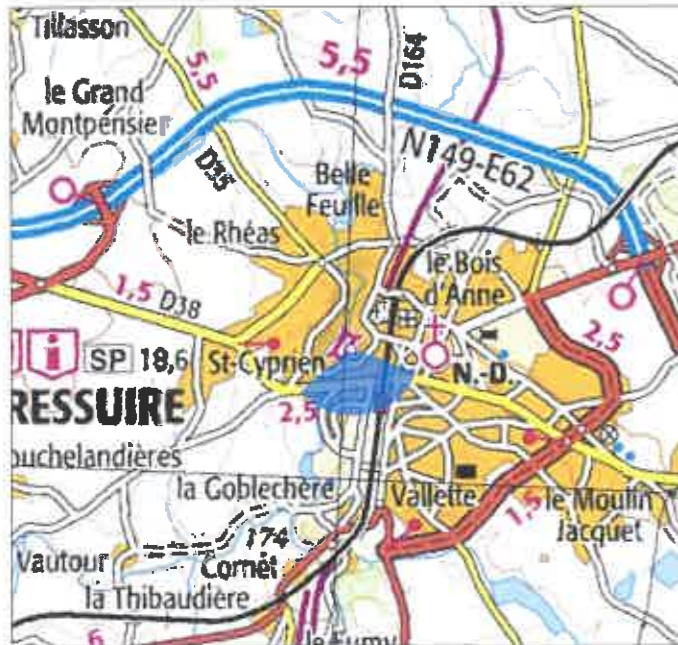 Tillasson
5,5
5,5
D164
le Grand
Montpensier
D35
N149-E62
Belle
Feuille
le Rhéas
le Bois
d'Anne
1,5 D38
2,5
i SP 18,6
St-Cyprien
N.-D.
RESSUIRE
2,5
ouchelandières
la Goblechère
Vallette
1,5
le Moulin
Jacquet
174
Vautour
Cornet
la Thibaudière
6
le Fumy